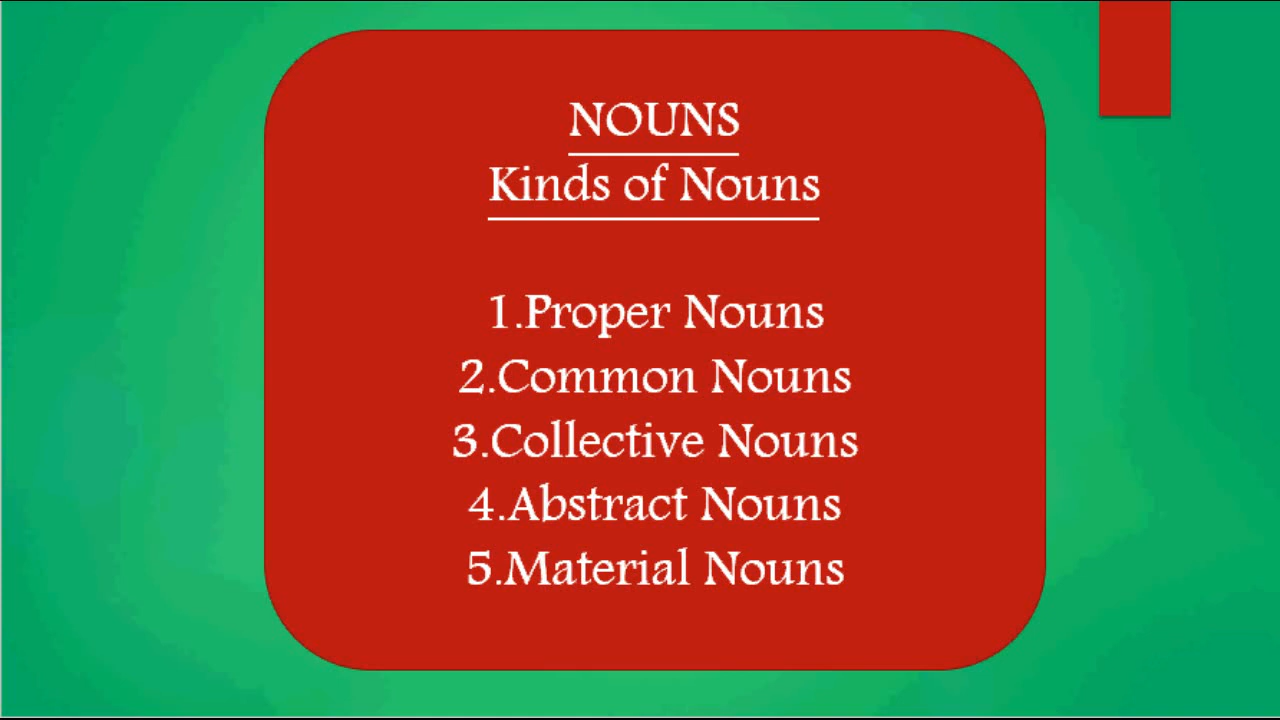 NOUNS
Kinds of Nouns
1.Proper Nouns
2.Common Nouns
3.Collective Nouns
4.Abstract Nouns
5.Material Nouns